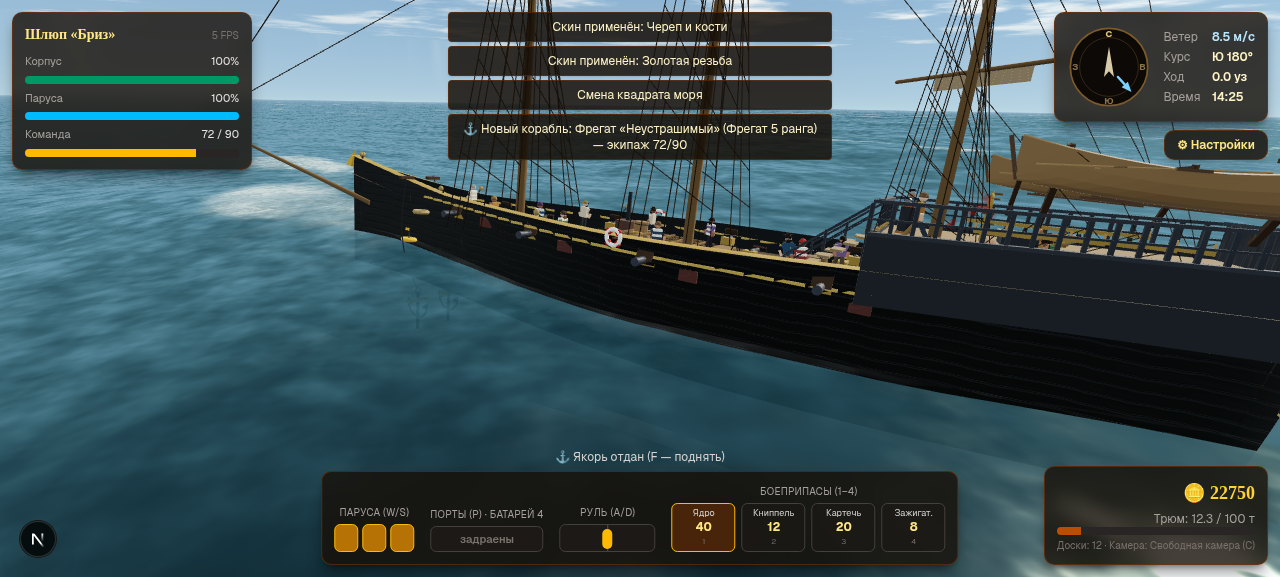 Шлюп «Бриз»
5 FPS
Корпус 100%
Паруса 100%
Команда 72 / 90
Скин применён: Череп и кости
Скин применён: Золотая резьба
Смена квадрата моря
⚓ Новый корабль: Фрегат «Неустрашимый» (Фрегат 5 ранга)
— экипаж 72/90
С
З
В
Ю
Ветер 8.5 м/с
Курс Ю 180°
Ход 0.0 уз
Время 14:25
⚙ Настройки
⚓ Якорь отдан (F — поднять)
ПАРУСА (W/S)
ПОРТЫ (P) · БАТАРЕЙ 4
задраены
РУЛЬ (A/D)
БОЕПРИПАСЫ (1–4)
Ядро
40
1
Книппель
12
2
Картечь
20
3
Зажигат.
8
4
🪙 22750
Трюм: 12.3 / 100 т
Доски: 12 · Камера: Свободная камера (C)
N